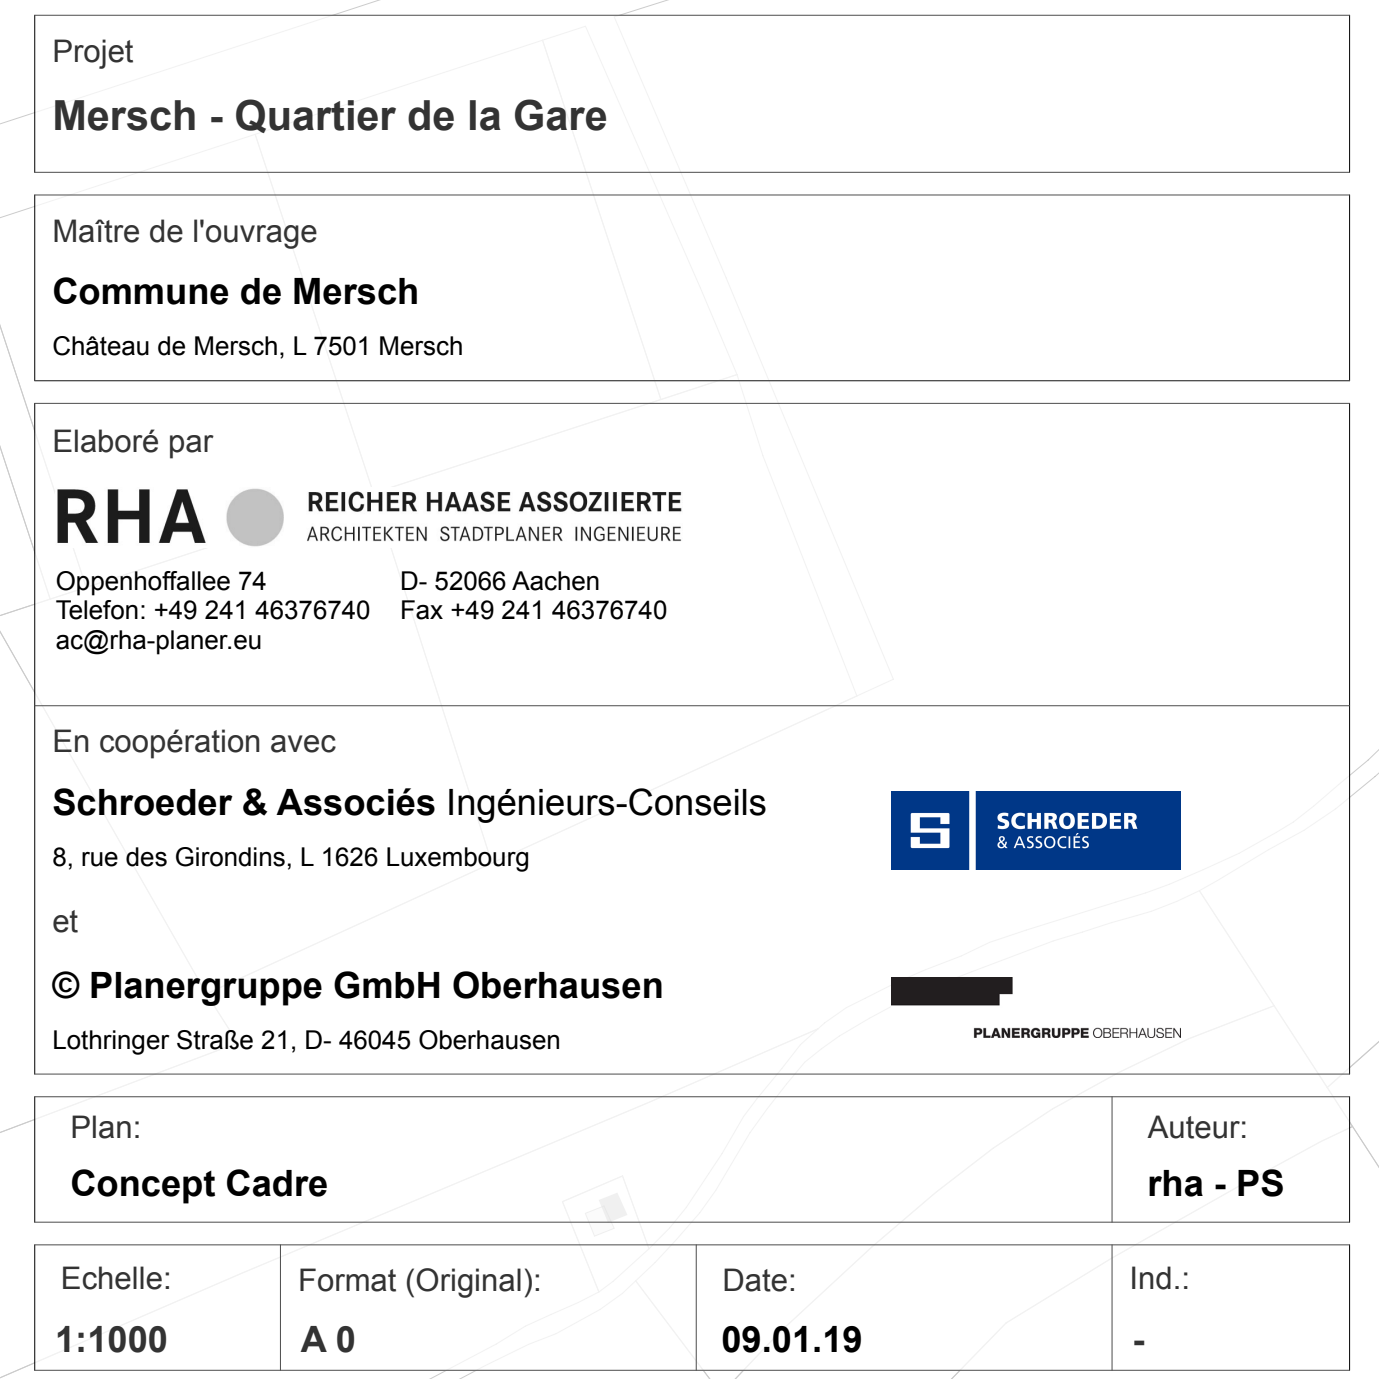 Projet
Mersch - Quartier de la Gare
Maître de l'ouvrage
Commune de Mersch
Château de Mersch, L 7501 Mersch
Elaboré par
RHA REICHER HAASE ASSOZIIERTE
ARCHITEKTEN STADTPLANER INGENIEURE
Oppenhoffallee 74 D- 52066 Aachen
Telefon: +49 241 46376740 Fax +49 241 46376740
ac@rha-planer.eu
En coopération avec
Schroeder & Associés Ingénieurs-Conseils
8, rue des Girondins, L 1626 Luxembourg
S SCHROEDER
& ASSOCIÉS
et
© Planergruppe GmbH Oberhausen
Lothringer Straße 21, D- 46045 Oberhausen
PLANERGRUPPE OBERHAUSEN
Plan:
Concept Cadre
Auteur:
rha - PS
Echelle:
1:1000
Format (Original):
A 0
Date:
09.01.19
Ind.:
-